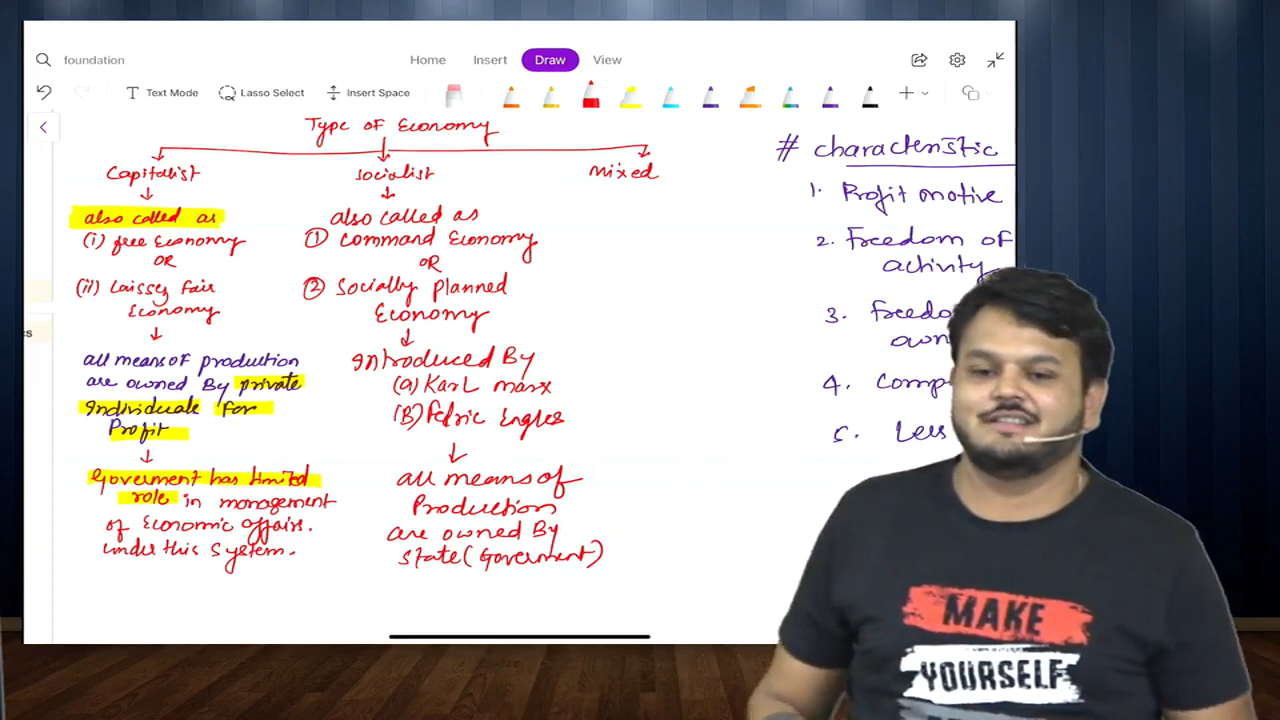 foundation
Home Insert Draw View
Text Mode Lasso Select Insert Space
Type of Economy
Capitalist
also called as
(i) free Economy
OR
(ii) Laissez fair
Economy
all means of production
are owned By private
Individuals For
Profit
Goverment has limited
role in management
of Economic affairs.
under this system.
socialist
also called as
① command Economy
OR
② Socially planned
Economy
Introduced By
(a) Karl marx
(B) Fedric Engles
all means of
Production
are owned By
state (Goverment)
Mixed
# characteristic
1. Profit motive
2. Freedom of
activity
3. Freedo
own
4. Comp
5. Less
cs
MAKE
YOURSELF